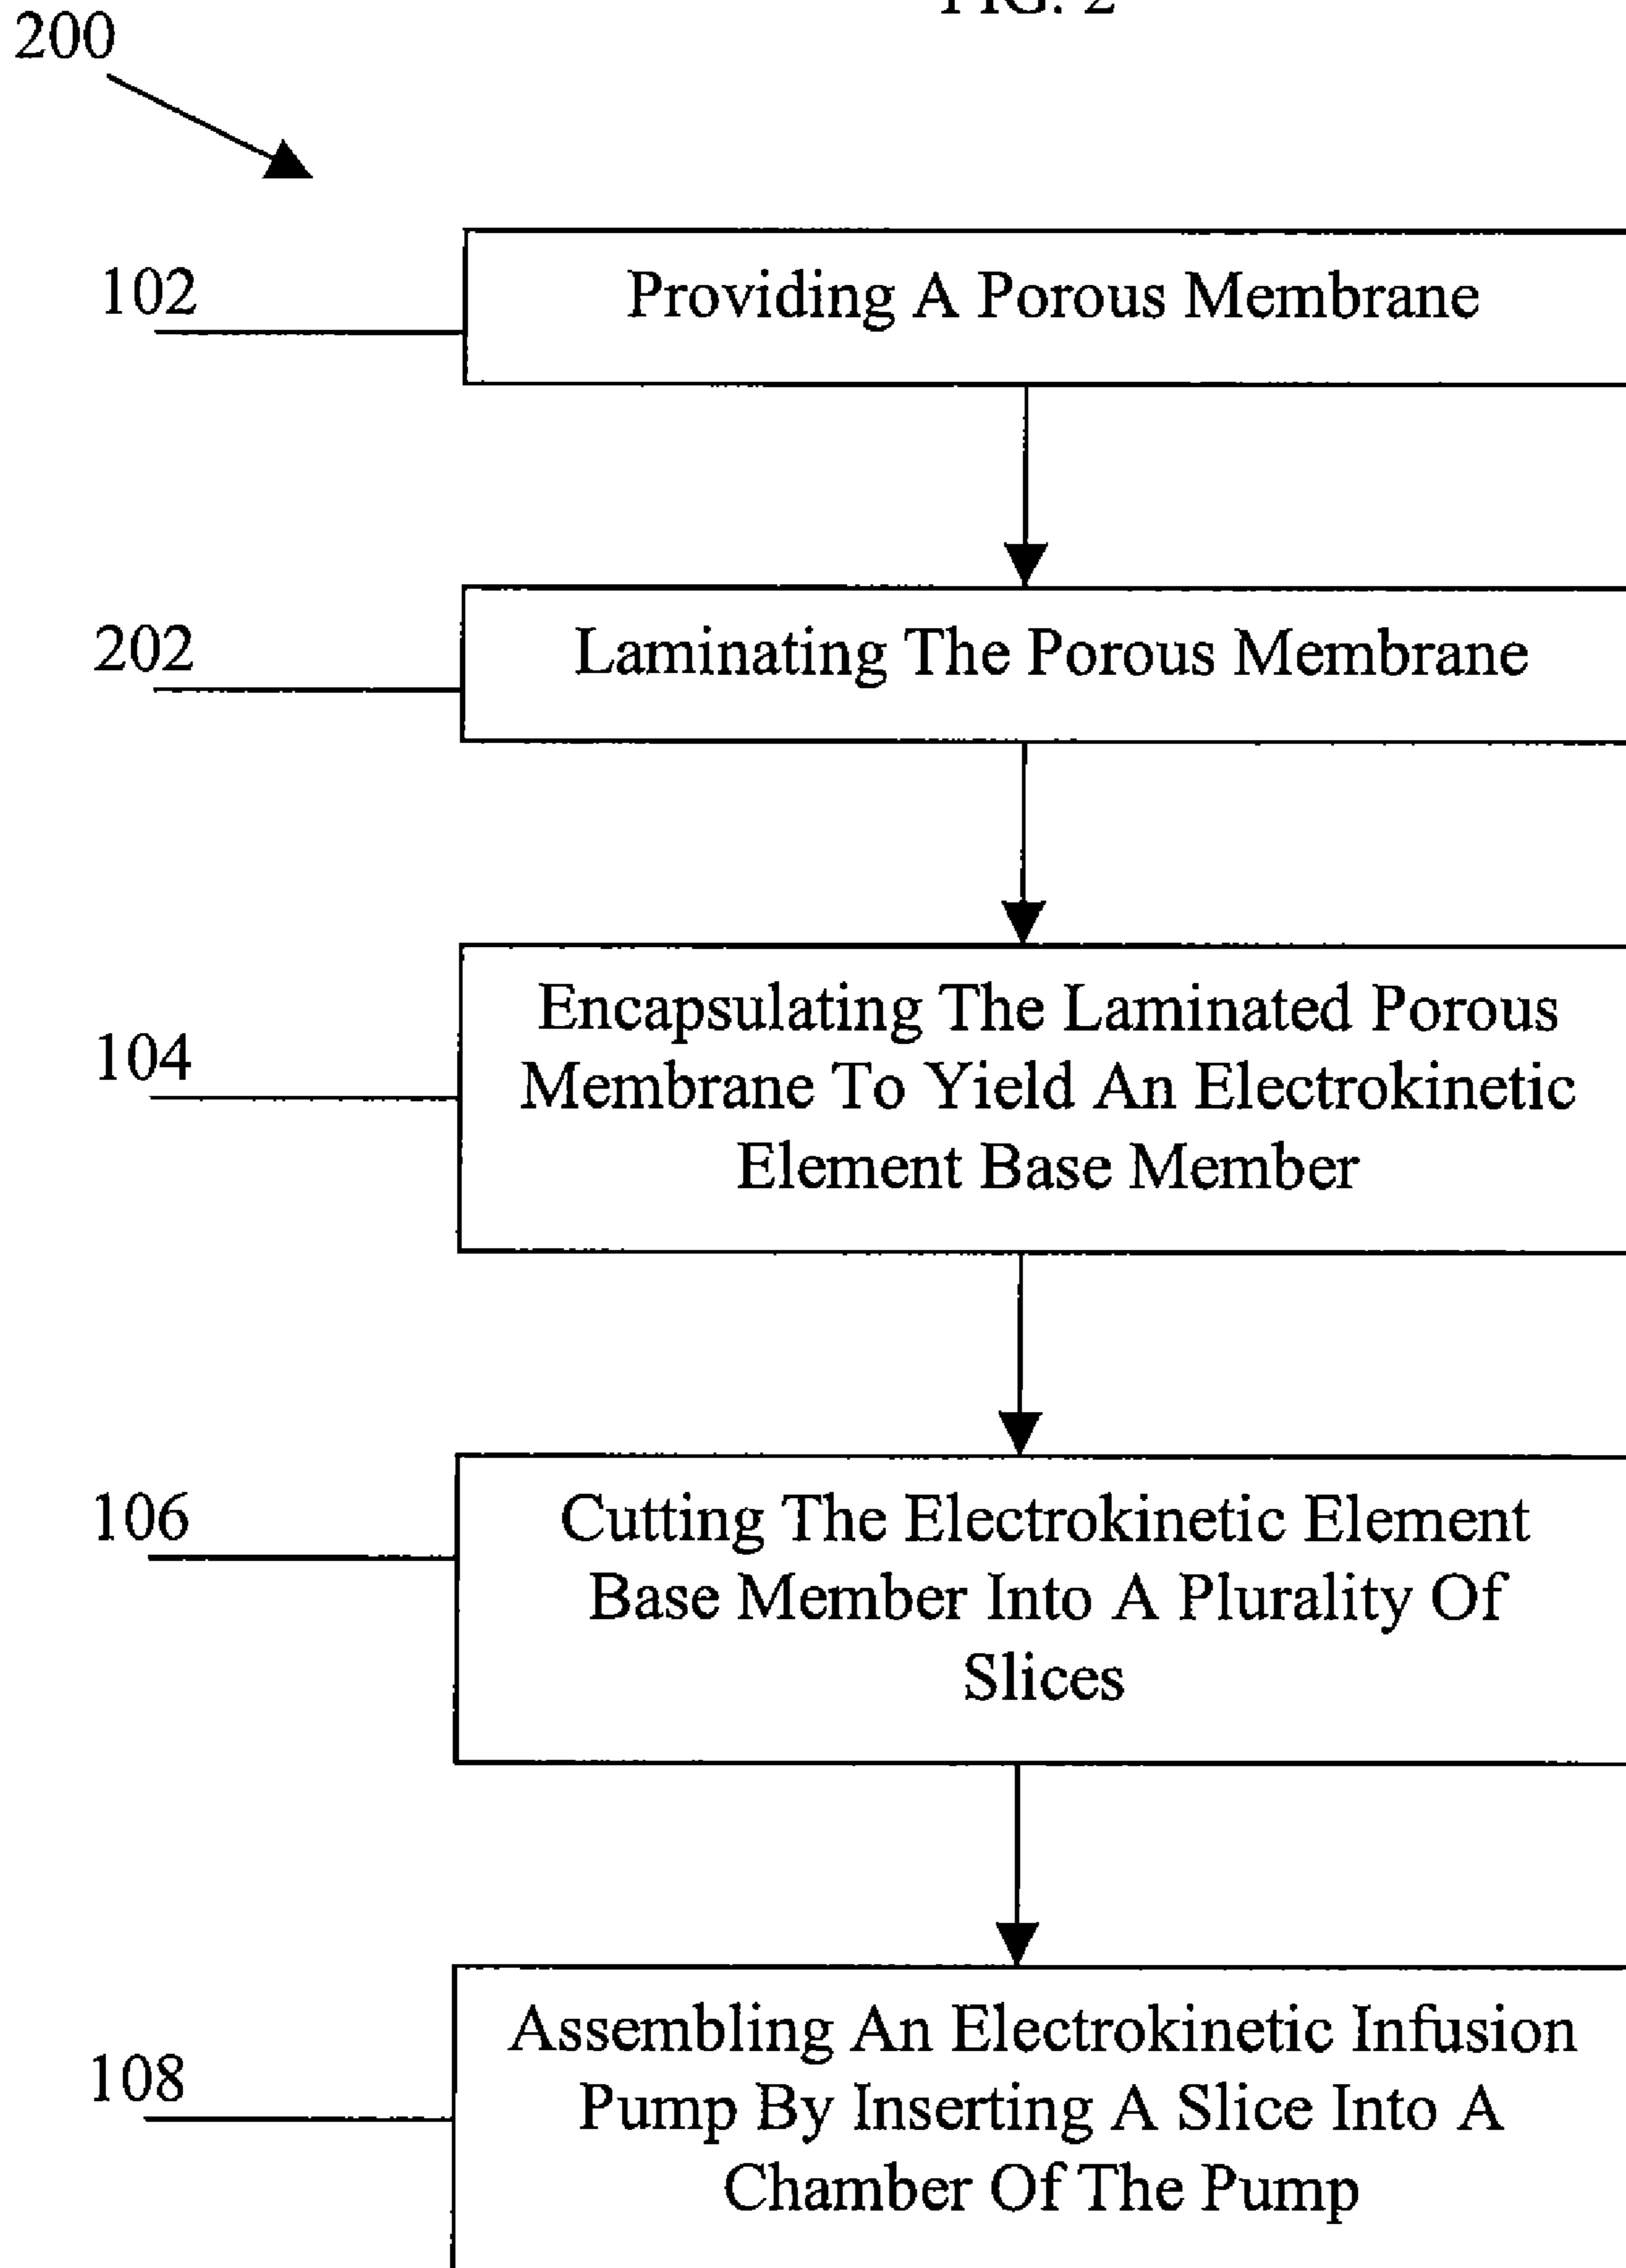 FIG. 2
200
102
Providing A Porous Membrane
202
Laminating The Porous Membrane
104
Encapsulating The Laminated Porous
Membrane To Yield An Electrokinetic
Element Base Member
106
Cutting The Electrokinetic Element
Base Member Into A Plurality Of
Slices
108
Assembling An Electrokinetic Infusion
Pump By Inserting A Slice Into A
Chamber Of The Pump